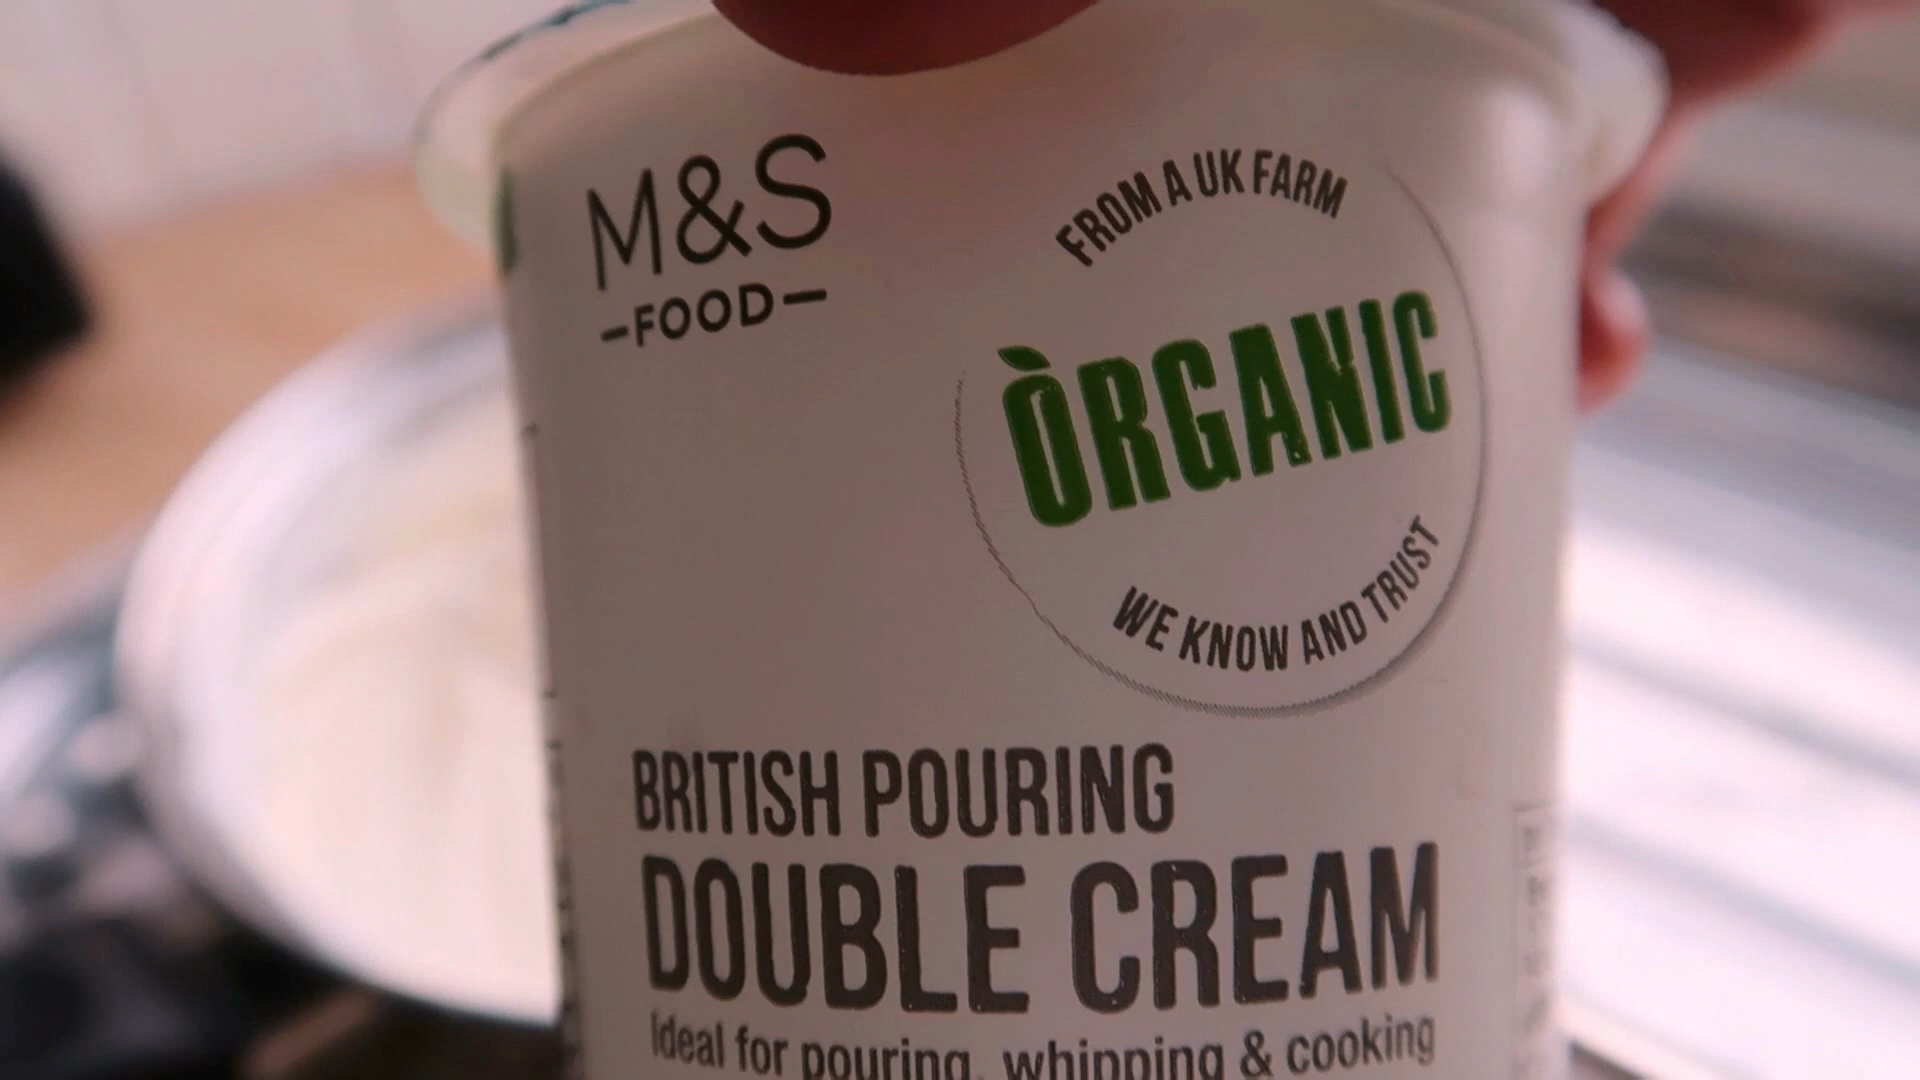 M&S
-FOOD-
FROM A UK FARM
ÒRGANIC
WE KNOW AND TRUST
BRITISH POURING
DOUBLE CREAM
Ideal for pouring, whipping & cooking